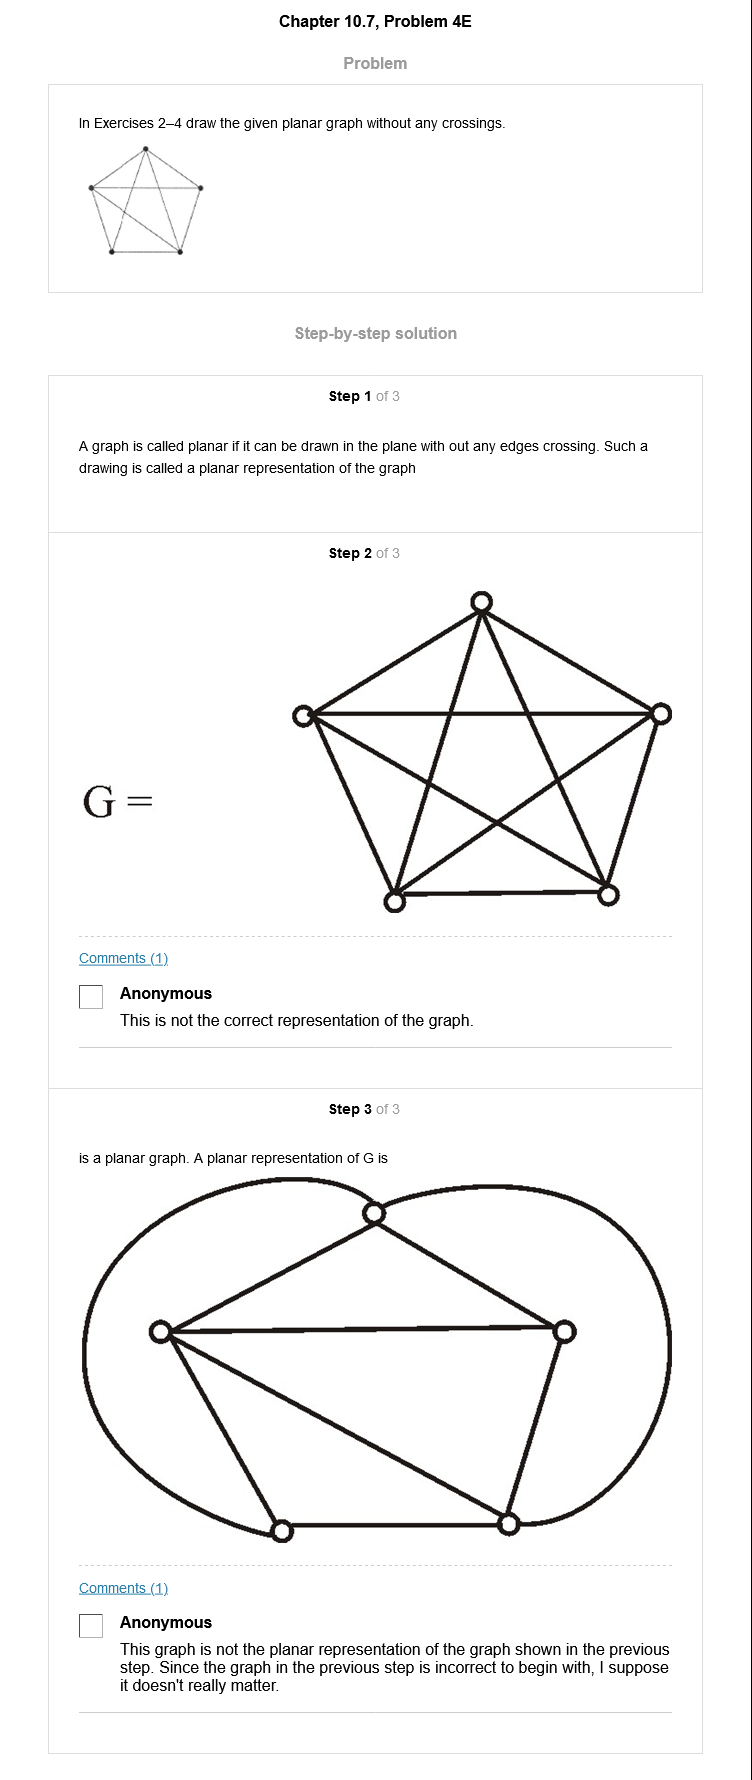 Chapter 10.7, Problem 4E
Problem
In Exercises 2–4 draw the given planar graph without any crossings.
Step-by-step solution
Step 1 of 3
A graph is called planar if it can be drawn in the plane with out any edges crossing. Such a
drawing is called a planar representation of the graph
Step 2 of 3
G =
Comments (1)
Anonymous
This is not the correct representation of the graph.
Step 3 of 3
is a planar graph. A planar representation of G is
Comments (1)
Anonymous
This graph is not the planar representation of the graph shown in the previous
step. Since the graph in the previous step is incorrect to begin with, I suppose
it doesn't really matter.